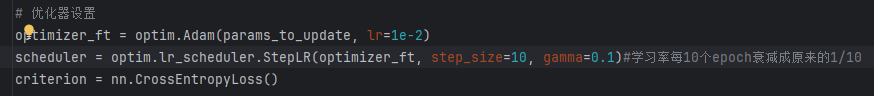 # 优化器设置
optimizer_ft = optim.Adam(params_to_update, lr=1e-2)
scheduler = optim.lr_scheduler.StepLR(optimizer_ft, step_size=10, gamma=0.1)#学习率每10个epoch衰减成原来的1/10
criterion = nn.CrossEntropyLoss()